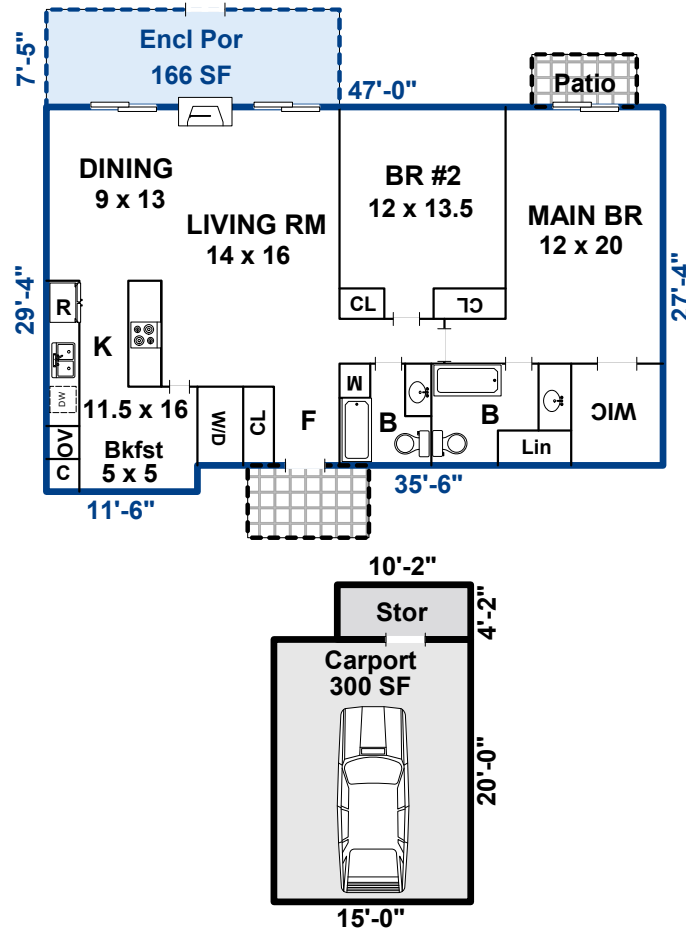 Encl Por
166 SF
7'-5"
47'-0"
Patio
DINING
9 x 13
LIVING RM
14 x 16
BR #2
12 x 13.5
MAIN BR
12 x 20
29'-4"
27'-4"
R
K
CL
CL
DW
11.5 x 16
OV
C
Bkfst
5 x 5
W/D
CL
F
M
B
B
Lin
WIC
11'-6"
35'-6"
10'-2"
Stor
4'-2"
Carport
300 SF
20'-0"
15'-0"